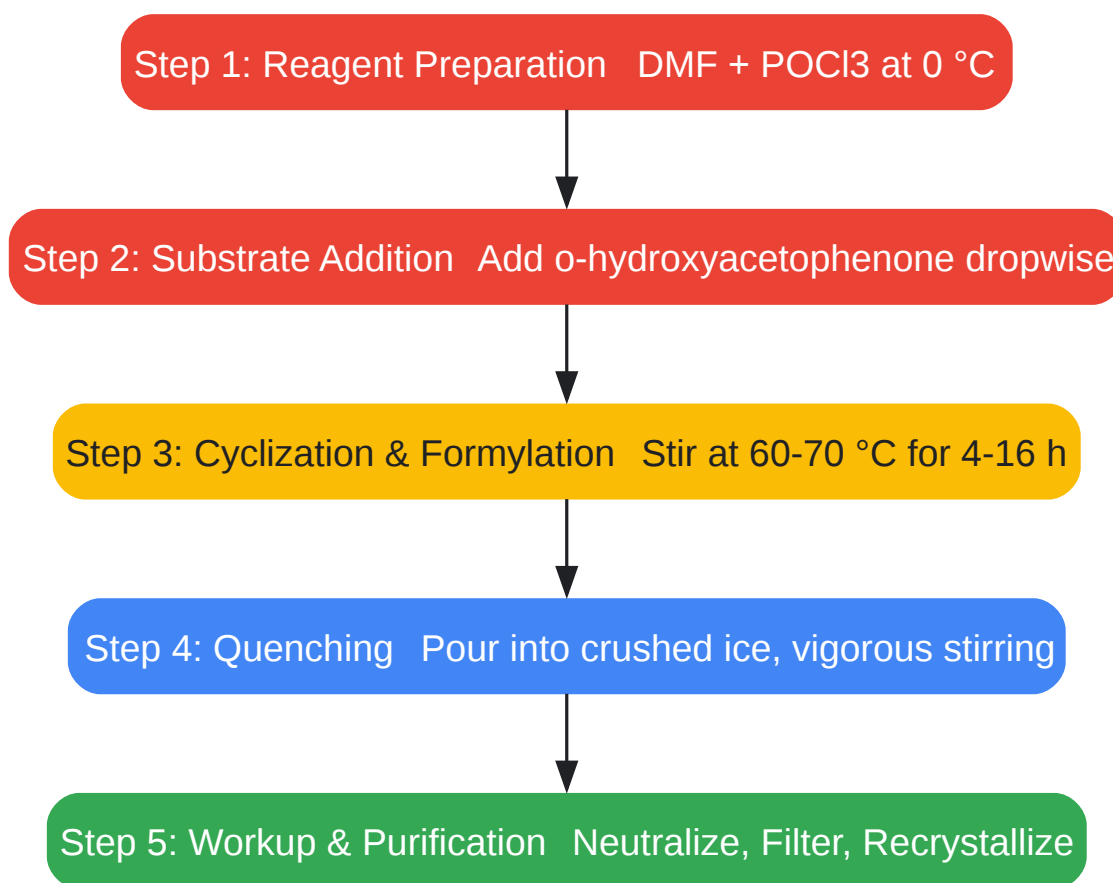 Step 1: Reagent Preparation DMF + POCl3 at 0 °C
Step 2: Substrate Addition Add o-hydroxyacetophenone dropwise
Step 3: Cyclization & Formylation Stir at 60-70 °C for 4-16 h
Step 4: Quenching Pour into crushed ice, vigorous stirring
Step 5: Workup & Purification Neutralize, Filter, Recrystallize